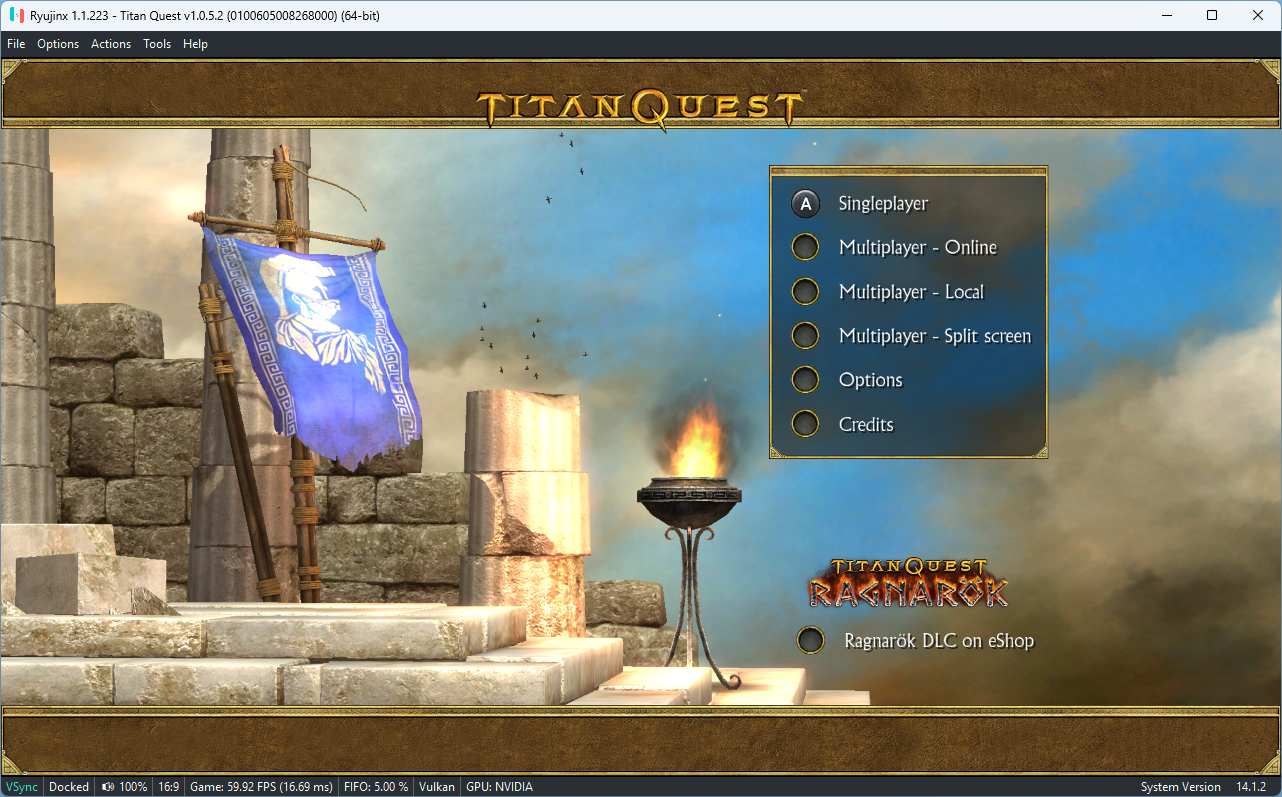 Ryujinx 1.1.223 - Titan Quest v1.0.5.2 (0100605008268000) (64-bit)
File Options Actions Tools Help
TITAN QUEST
A Singleplayer
Multiplayer - Online
Multiplayer - Local
Multiplayer - Split screen
Options
Credits
TITAN QUEST
RAGNARÖK
Ragnarök DLC on eShop
VSync Docked 100% 16:9 Game: 59.92 FPS (16.69 ms) FIFO: 5.00 % Vulkan GPU: NVIDIA System Version 14.1.2